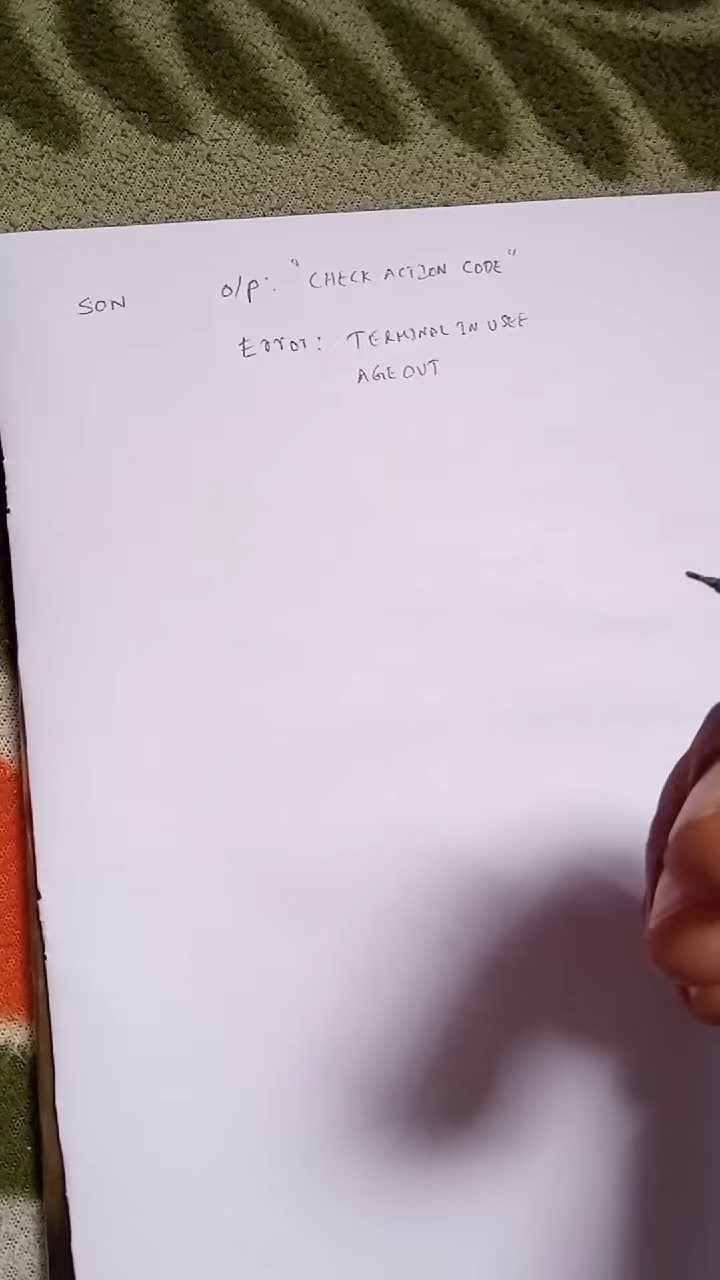 SON o/p: "CHECK ACTION CODE"
Error: TERMINAL IN USE
AGE OUT